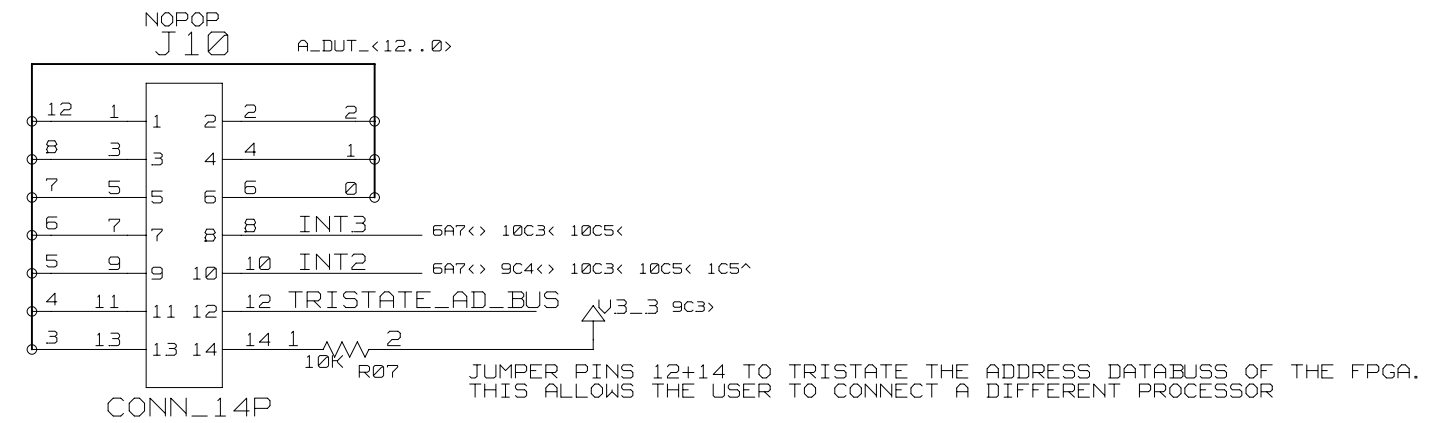 NOPOP
J10 A_DUT_<12..0>
12 1 1 2 2 2
8 3 3 4 4 1
7 5 5 6 6 0
6 7 7 8 8 INT3 6A7<> 10C3< 10C5<
5 9 9 10 10 INT2 6A7<> 9C4<> 10C3< 10C5< 1C5^
4 11 11 12 12 TRISTATE_AD_BUS V3_3 9C3>
3 13 13 14 14 1 2
10K R07
JUMPER PINS 12+14 TO TRISTATE THE ADDRESS DATABUSS OF THE FPGA.
THIS ALLOWS THE USER TO CONNECT A DIFFERENT PROCESSOR
CONN_14P